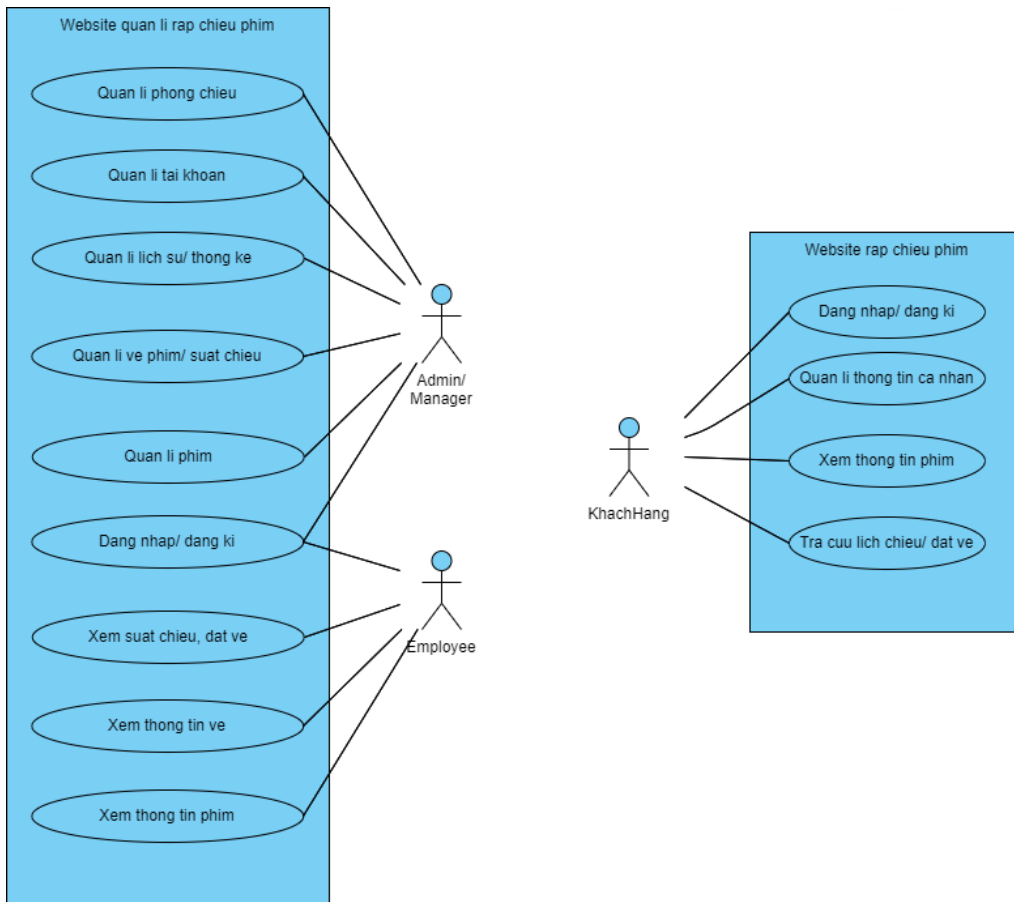 Website quan li rap chieu phim
Quan li phong chieu
Quan li tai khoan
Quan li lich su/ thong ke
Quan li ve phim/ suat chieu
Quan li phim
Dang nhap/ dang ki
Xem suat chieu, dat ve
Xem thong tin ve
Xem thong tin phim
Admin/
Manager
Employee
KhachHang
Website rap chieu phim
Dang nhap/ dang ki
Quan li thong tin ca nhan
Xem thong tin phim
Tra cuu lich chieu/ dat ve